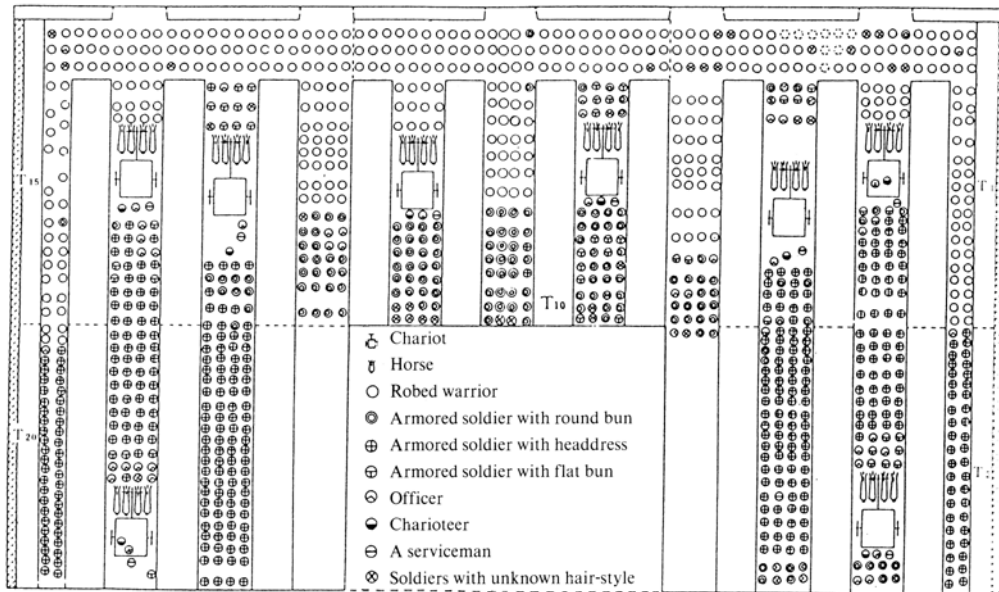 T15
T1
T10
T20
T2
Chariot
Horse
Robed warrior
Armored soldier with round bun
Armored soldier with headdress
Armored soldier with flat bun
Officer
Charioteer
A serviceman
Soldiers with unknown hair-style